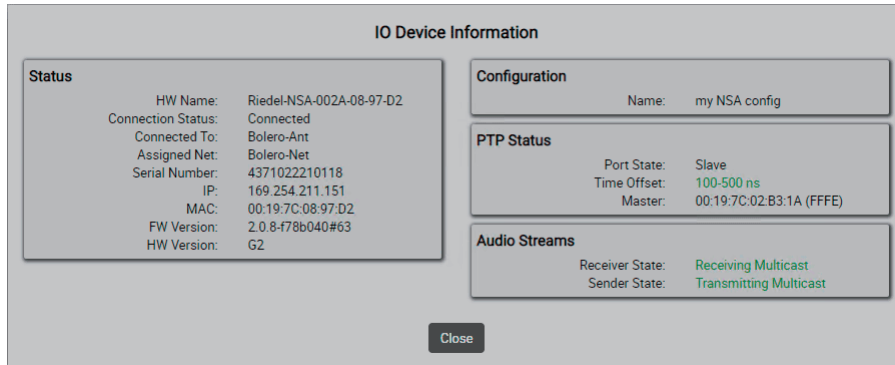 IO Device Information
Status
HW Name: Riedel-NSA-002A-08-97-D2
Connection Status: Connected
Connected To: Bolero-Ant
Assigned Net: Bolero-Net
Serial Number: 4371022210118
IP: 169.254.211.151
MAC: 00:19:7C:08:97:D2
FW Version: 2.0.8-f78b040#63
HW Version: G2
Configuration
Name: my NSA config
PTP Status
Port State: Slave
Time Offset: 100-500 ns
Master: 00:19:7C:02:B3:1A (FFFE)
Audio Streams
Receiver State: Receiving Multicast
Sender State: Transmitting Multicast
Close